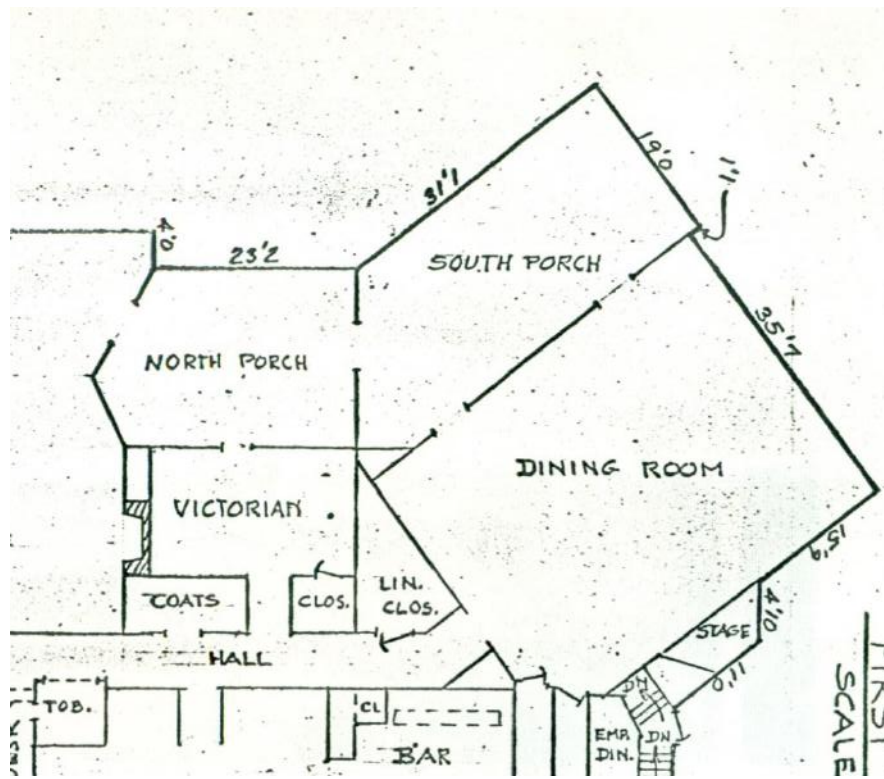 19'0
1'1
31'1
4'0
23'2
SOUTH PORCH
35'7
NORTH PORCH
DINING ROOM
VICTORIAN
15'9
LIN.
CLOS.
COATS
CLOS.
4'10
STAGE
HALL
11'0
DN
TOB.
CL
EMP.
DIN.
DN
BAR
FIRST
SCALE